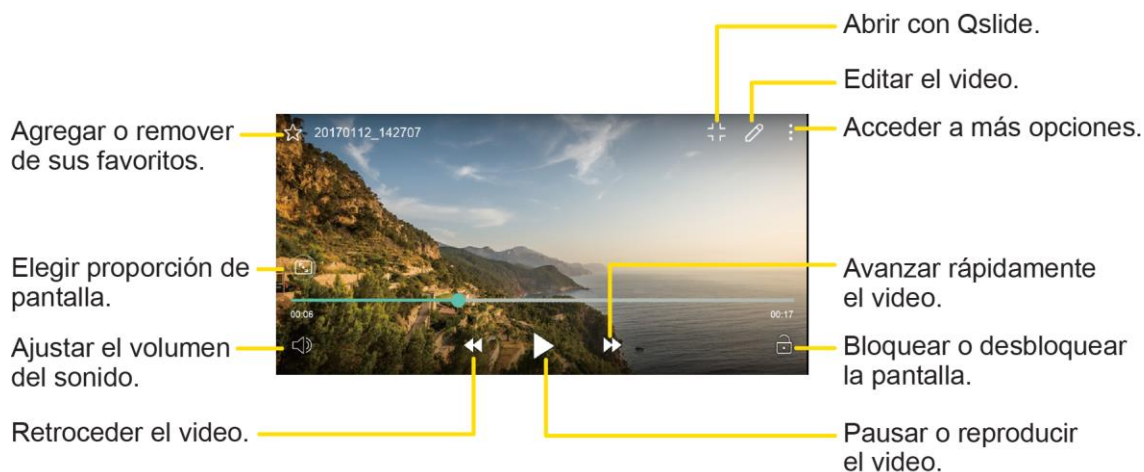 Abrir con Qslide.
Editar el video.
Acceder a más opciones.
Agregar o remover
de sus favoritos.
20170112_142707
Elegir proporción de
pantalla.
Avanzar rápidamente
el video.
00:06
00:17
Ajustar el volumen
del sonido.
Bloquear o desbloquear
la pantalla.
Retroceder el video.
Pausar o reproducir
el video.